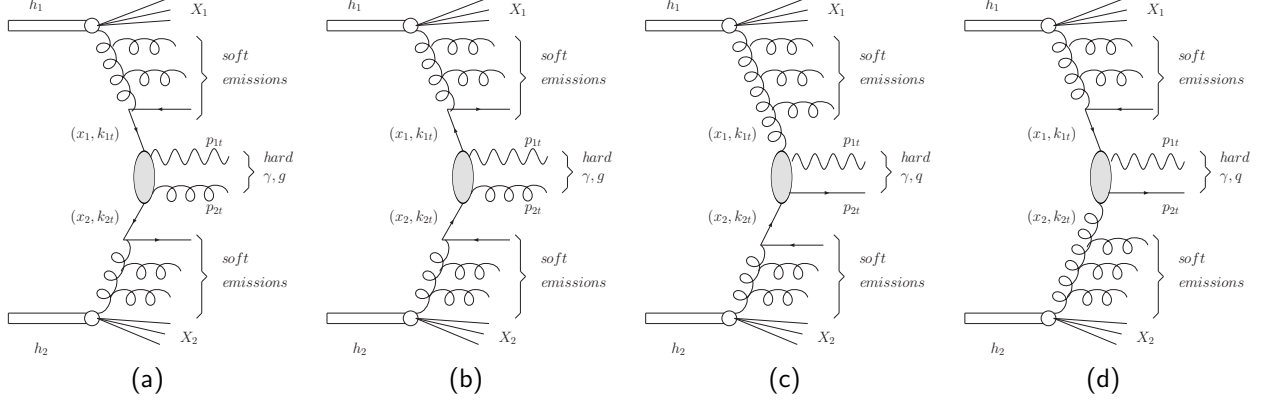 h₁
X₁
soft
emissions
(x₁, k₁ₜ)
p₁ₜ
hard
γ, g
p₂ₜ
(x₂, k₂ₜ)
soft
emissions
X₂
h₂
(a)
h₁
X₁
soft
emissions
(x₁, k₁ₜ)
p₁ₜ
hard
γ, g
p₂ₜ
(x₂, k₂ₜ)
soft
emissions
X₂
h₂
(b)
h₁
X₁
soft
emissions
(x₁, k₁ₜ)
p₁ₜ
hard
γ, q
p₂ₜ
(x₂, k₂ₜ)
soft
emissions
X₂
h₂
(c)
h₁
X₁
soft
emissions
(x₁, k₁ₜ)
p₁ₜ
hard
γ, q
p₂ₜ
(x₂, k₂ₜ)
soft
emissions
X₂
h₂
(d)